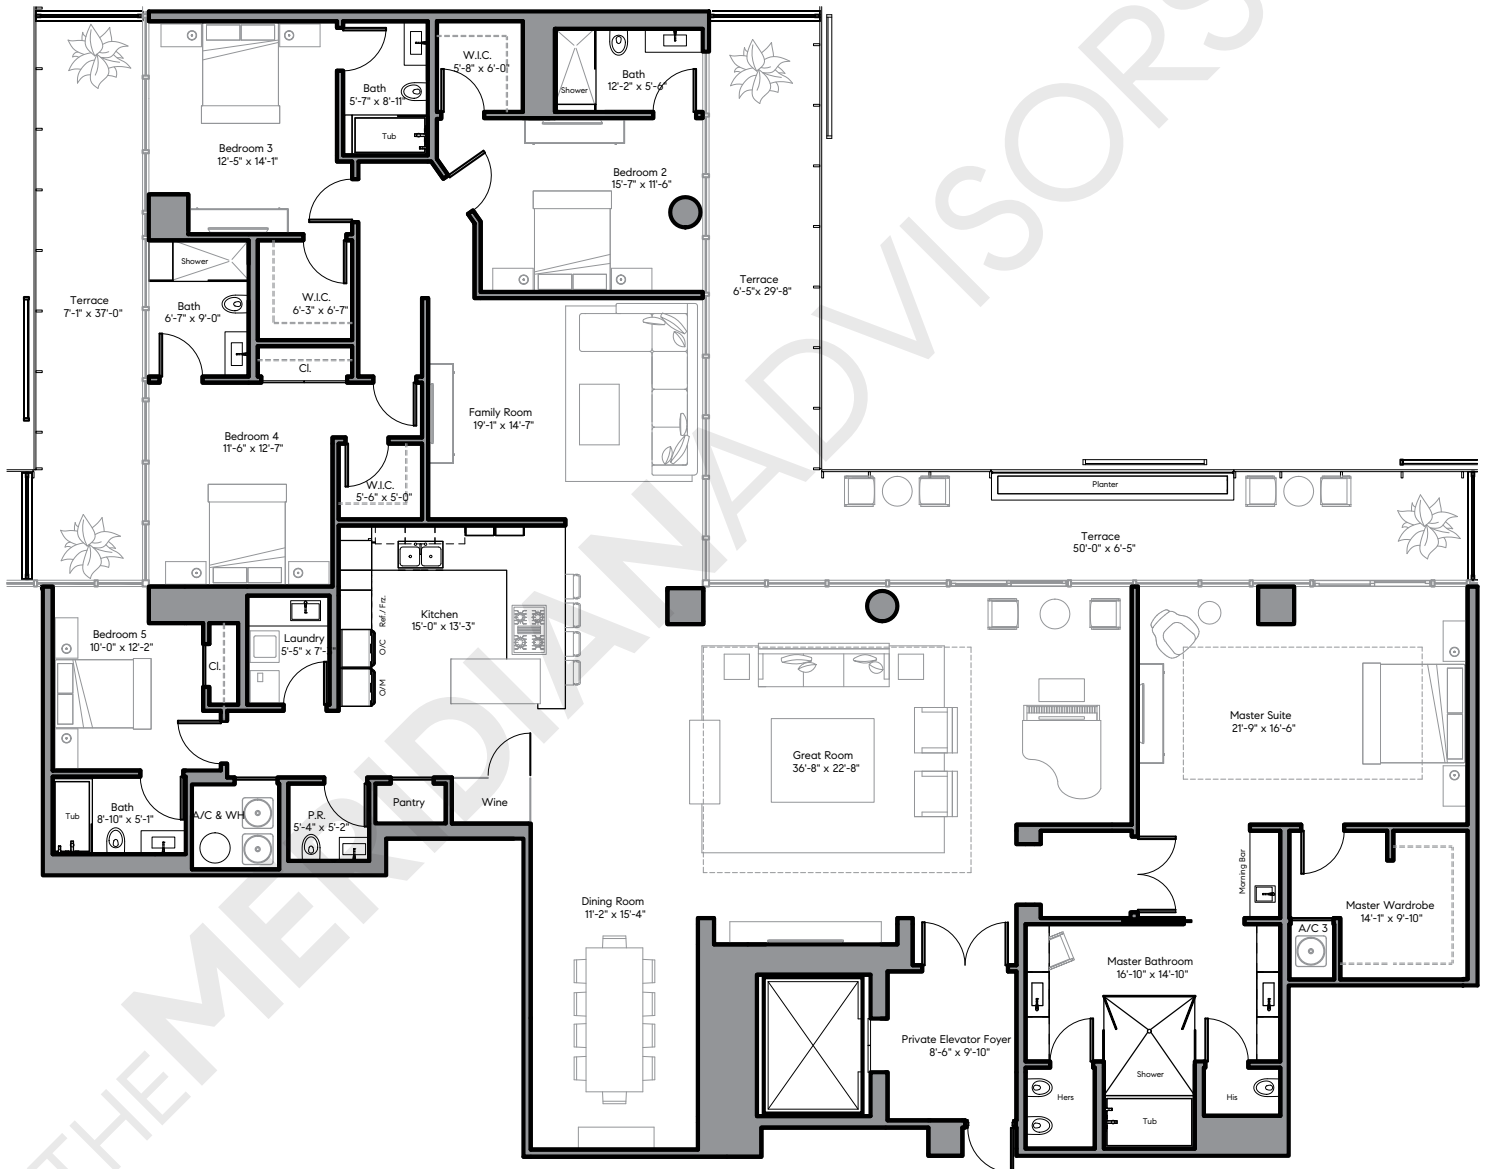 W.I.C.
5'-8" x 6'-0"
Bath
12'-2" x 5'-6"
Shower
Bath
5'-7" x 8'-11"
Tub
Bedroom 3
12'-5" x 14'-1"
Bedroom 2
15'-7" x 11'-6"
Shower
Terrace
7'-1" x 37'-0"
Bath
6'-7" x 9'-0"
W.I.C.
6'-3" x 6'-7"
Terrace
6'-5"x 29'-8"
Cl.
Family Room
19'-1" x 14'-7"
Bedroom 4
11'-6" x 12'-7"
W.I.C.
5'-6" x 5'-0"
Planter
Terrace
50'-0" x 6'-5"
Bedroom 5
10'-0" x 12'-2"
Cl.
Laundry
5'-5" x 7'-
Ref./ Frz.
O/C
O/M
Kitchen
15'-0" x 13'-3"
Great Room
36'-8" x 22'-8"
Master Suite
21'-9" x 16'-6"
Tub
Bath
8'-10" x 5'-1"
A/C & WH
P.R.
5'-4" x 5'-2"
Pantry
Wine
Morning Bar
Dining Room
11'-2" x 15'-4"
Master Wardrobe
14'-1" x 9'-10"
A/C 3
Master Bathroom
16'-10" x 14'-10"
Private Elevator Foyer
8'-6" x 9'-10"
Hers
Shower
His
Tub
THE MERIDIAN ADVISORS